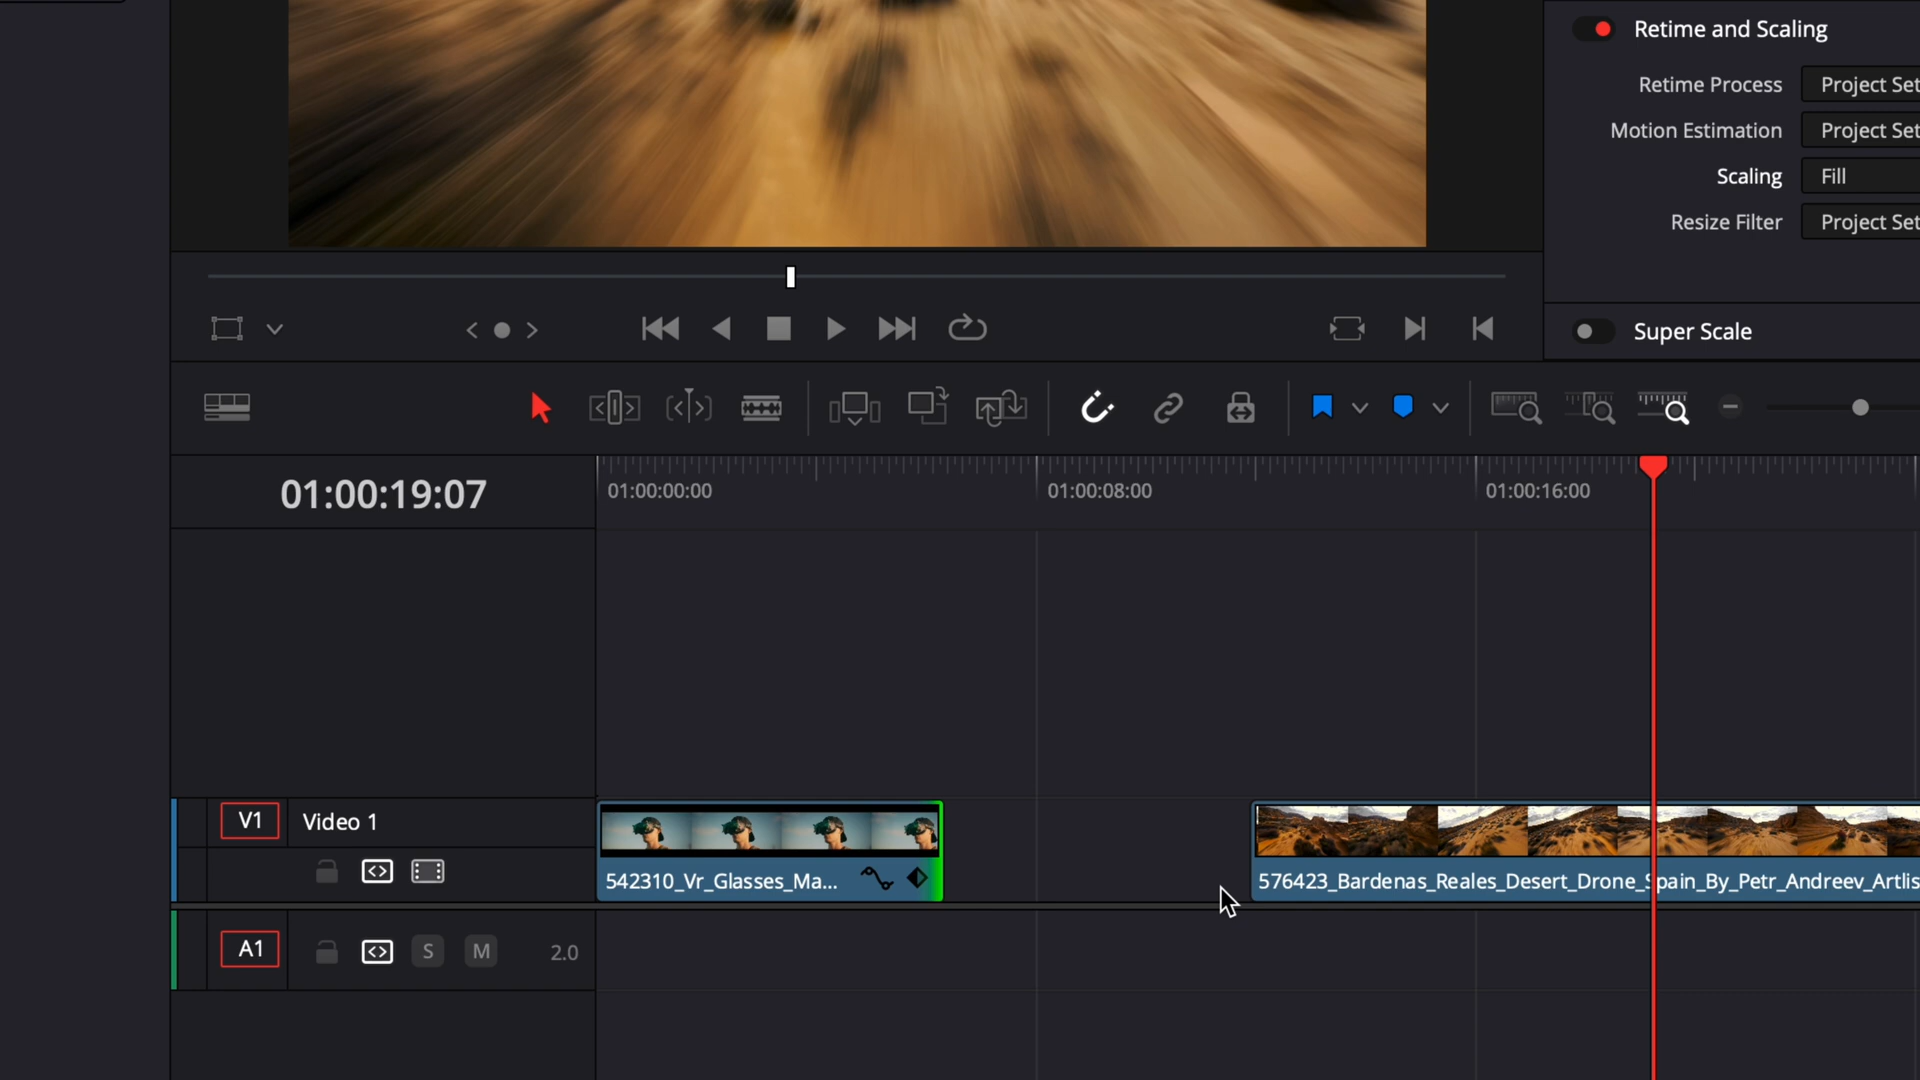 Retime and Scaling
Retime Process Project Set
Motion Estimation Project Set
Scaling Fill
Resize Filter Project Set
Super Scale
01:00:19:07
01:00:00:00 01:00:08:00 01:00:16:00
V1 Video 1
542310_Vr_Glasses_Ma... 576423_Bardenas_Reales_Desert_Drone_Spain_By_Petr_Andreev_Artlis
A1 S M 2.0